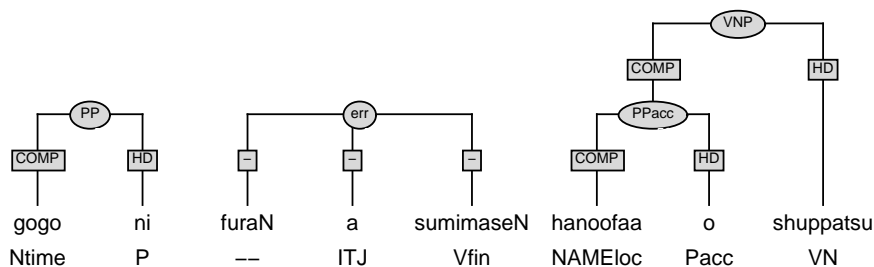 VNP
COMP HD
PP err PPacc
COMP HD – – – COMP HD
gogo ni furaN a sumimaseN hanoofaa o shuppatsu
Ntime P –– ITJ Vfin NAMEloc Pacc VN